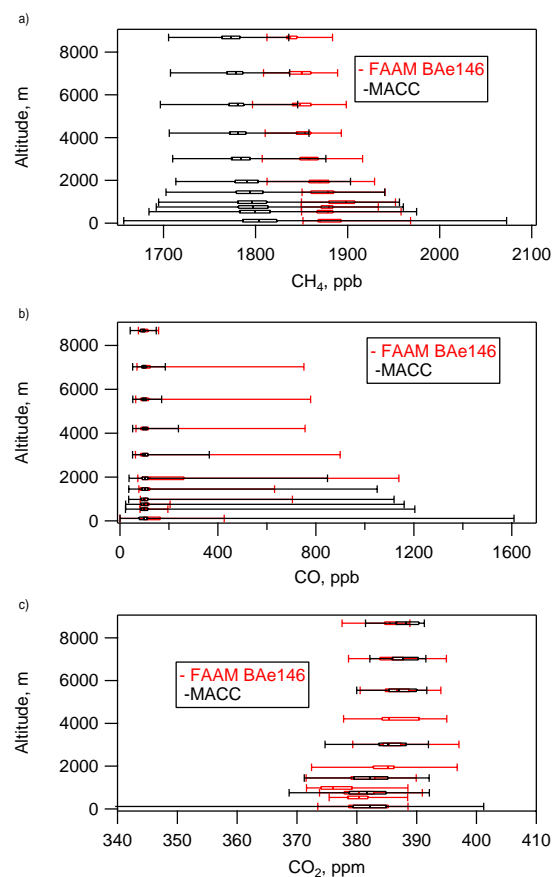 a)
8000
6000
4000
2000
0
Altitude, m
- FAAM BAe146
-MACC
1700 1800 1900 2000 2100
CH₄, ppb
b)
8000
6000
4000
2000
0
Altitude, m
- FAAM BAe146
-MACC
0 400 800 1200 1600
CO, ppb
c)
8000
6000
4000
2000
0
Altitude, m
- FAAM BAe146
-MACC
340 350 360 370 380 390 400 410
CO₂, ppm